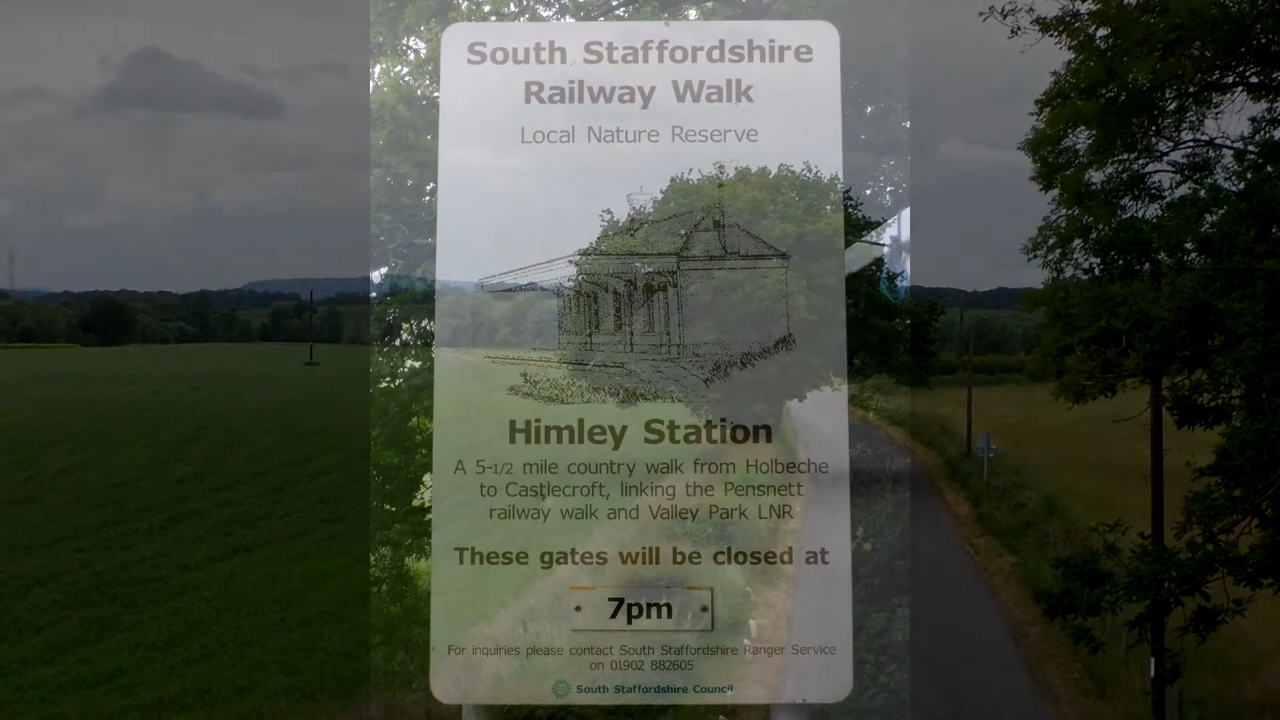 South Staffordshire
Railway Walk
Local Nature Reserve
Himley Station
A 5-1/2 mile country walk from Holbeche
to Castlecroft, linking the Pensnett
railway walk and Valley Park LNR
These gates will be closed at
7pm
For inquiries please contact South Staffordshire Ranger Service
on 01902 882605
South Staffordshire Council